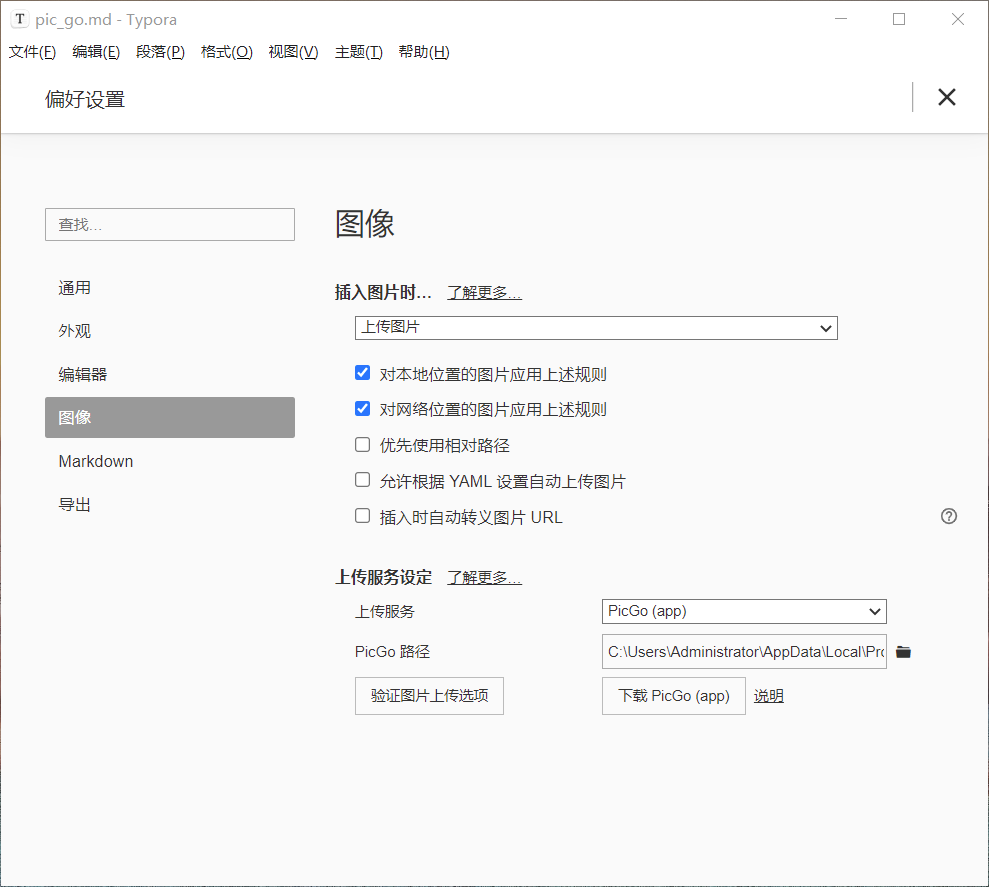 pic_go.md - Typora
文件(F) 编辑(E) 段落(P) 格式(O) 视图(V) 主题(T) 帮助(H)
偏好设置
查找...
通用
外观
编辑器
图像
Markdown
导出
图像
插入图片时... 了解更多...
上传图片
对本地位置的图片应用上述规则
对网络位置的图片应用上述规则
优先使用相对路径
允许根据 YAML 设置自动上传图片
插入时自动转义图片 URL
上传服务设定 了解更多...
上传服务 PicGo (app)
PicGo 路径 C:\Users\Administrator\AppData\Local\Prc
验证图片上传选项 下载 PicGo (app) 说明